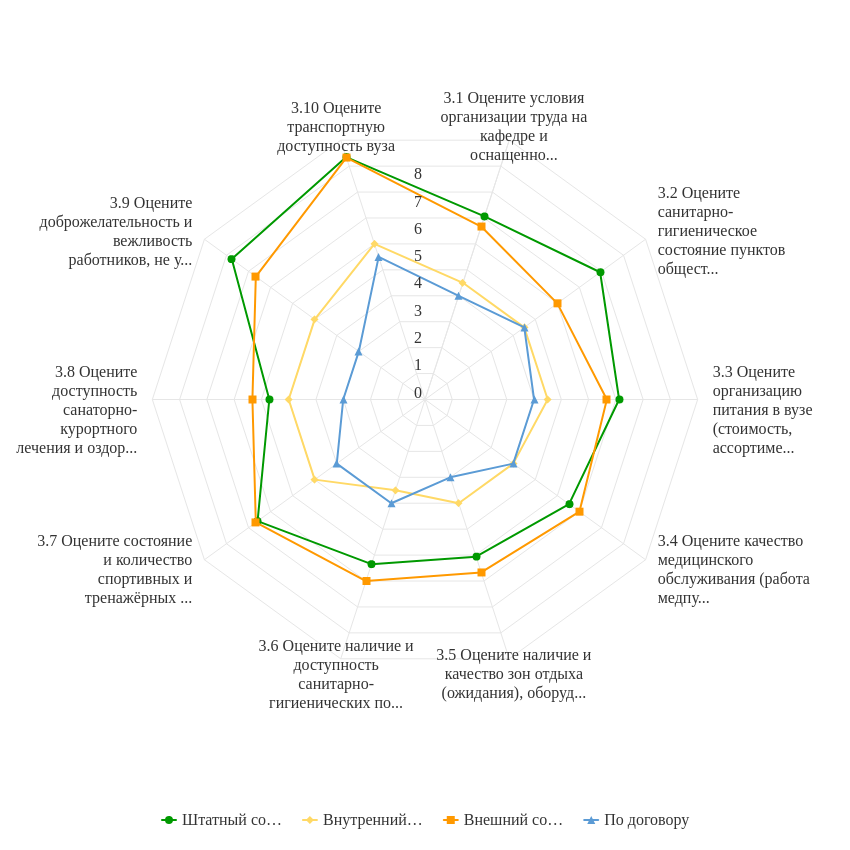 3.10 Оцените
транспортную
доступность вуза
3.1 Оцените условия
организации труда на
кафедре и
оснащенно...
3.2 Оцените
санитарно-
гигиеническое
состояние пунктов
общест...
3.3 Оцените
организацию
питания в вузе
(стоимость,
ассортиме...
3.4 Оцените качество
медицинского
обслуживания (работа
медпу...
3.5 Оцените наличие и
качество зон отдыха
(ожидания), оборуд...
3.6 Оцените наличие и
доступность
санитарно-
гигиенических по...
3.7 Оцените состояние
и количество
спортивных и
тренажёрных ...
3.8 Оцените
доступность
санаторно-
курортного
лечения и оздор...
3.9 Оцените
доброжелательность и
вежливость
работников, не у...
8
7
6
5
4
3
2
1
0
Штатный со…
Внутренний…
Внешний со…
По договору